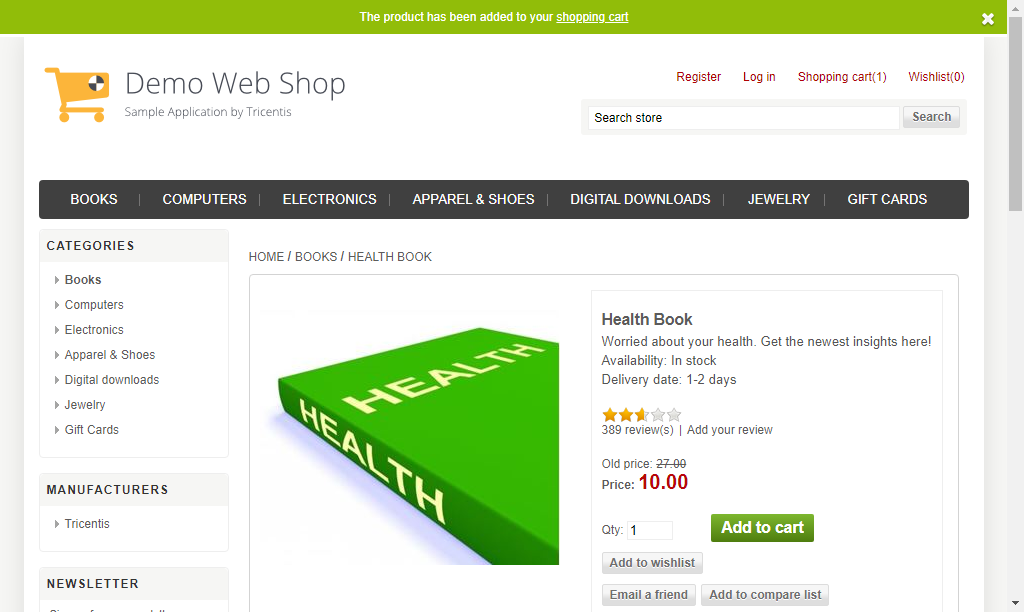 The product has been added to your shopping cart
Demo Web Shop
Sample Application by Tricentis
Register Log in Shopping cart(1) Wishlist(0)
Search store Search
BOOKS COMPUTERS ELECTRONICS APPAREL & SHOES DIGITAL DOWNLOADS JEWELRY GIFT CARDS
CATEGORIES
Books
Computers
Electronics
Apparel & Shoes
Digital downloads
Jewelry
Gift Cards
MANUFACTURERS
Tricentis
NEWSLETTER
HOME / BOOKS / HEALTH BOOK
HEALTH
HEALTH
Health Book
Worried about your health. Get the newest insights here!
Availability: In stock
Delivery date: 1-2 days
389 review(s) | Add your review
Old price: 27.00
Price: 10.00
Qty: 1 Add to cart
Add to wishlist
Email a friend Add to compare list